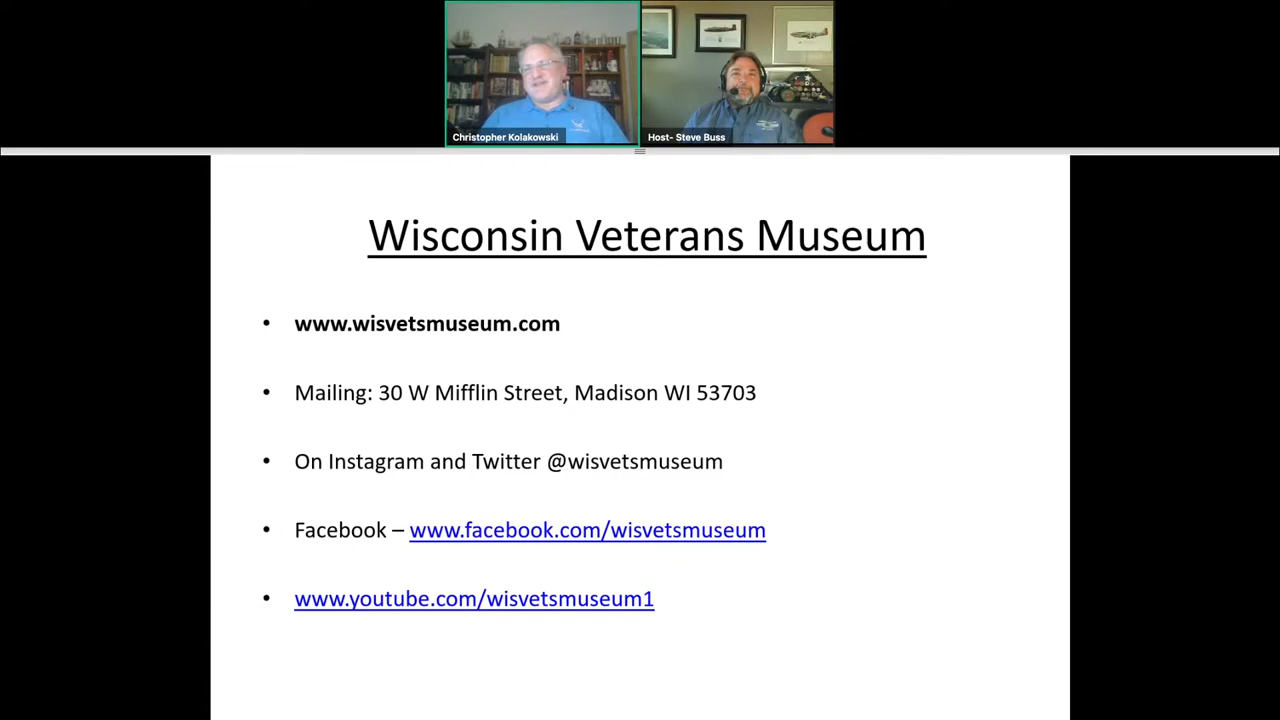 Christopher Kolakowski
Host- Steve Buss
Wisconsin Veterans Museum
• www.wisvetsmuseum.com
• Mailing: 30 W Mifflin Street, Madison WI 53703
• On Instagram and Twitter @wisvetsmuseum
• Facebook – www.facebook.com/wisvetsmuseum
• www.youtube.com/wisvetsmuseum1